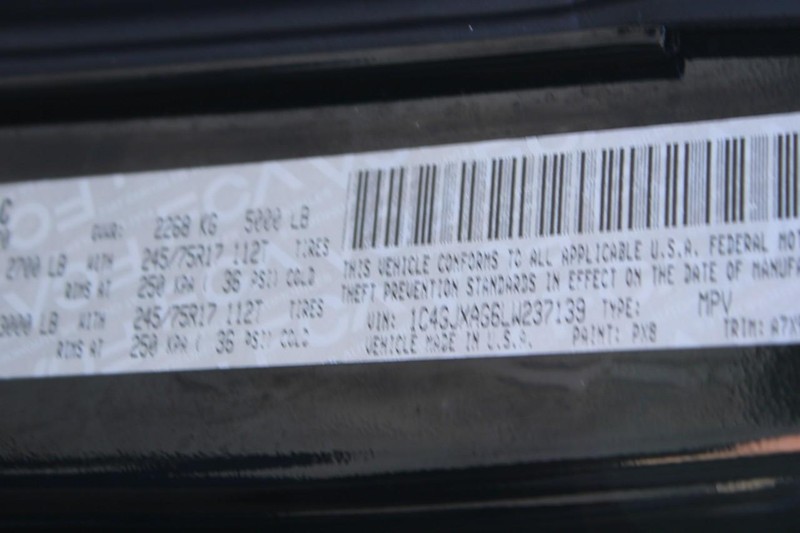 GVWR: 2268 KG 5000 LB
2700 LB WITH 245/75R17 112T TIRES
RIMS AT 250 KPA ( 36 PSI) COLD
3000 LB WITH 245/75R17 112T TIRES
RIMS AT 250 KPA ( 36 PSI) COLD
THIS VEHICLE CONFORMS TO ALL APPLICABLE U.S.A. FEDERAL MOT
THEFT PREVENTION STANDARDS IN EFFECT ON THE DATE OF MANUFA
VIN: 1C4GJXAG6LW237139 TYPE: MPV
VEHICLE MADE IN U.S.A. PAINT: PX8 TRIM: